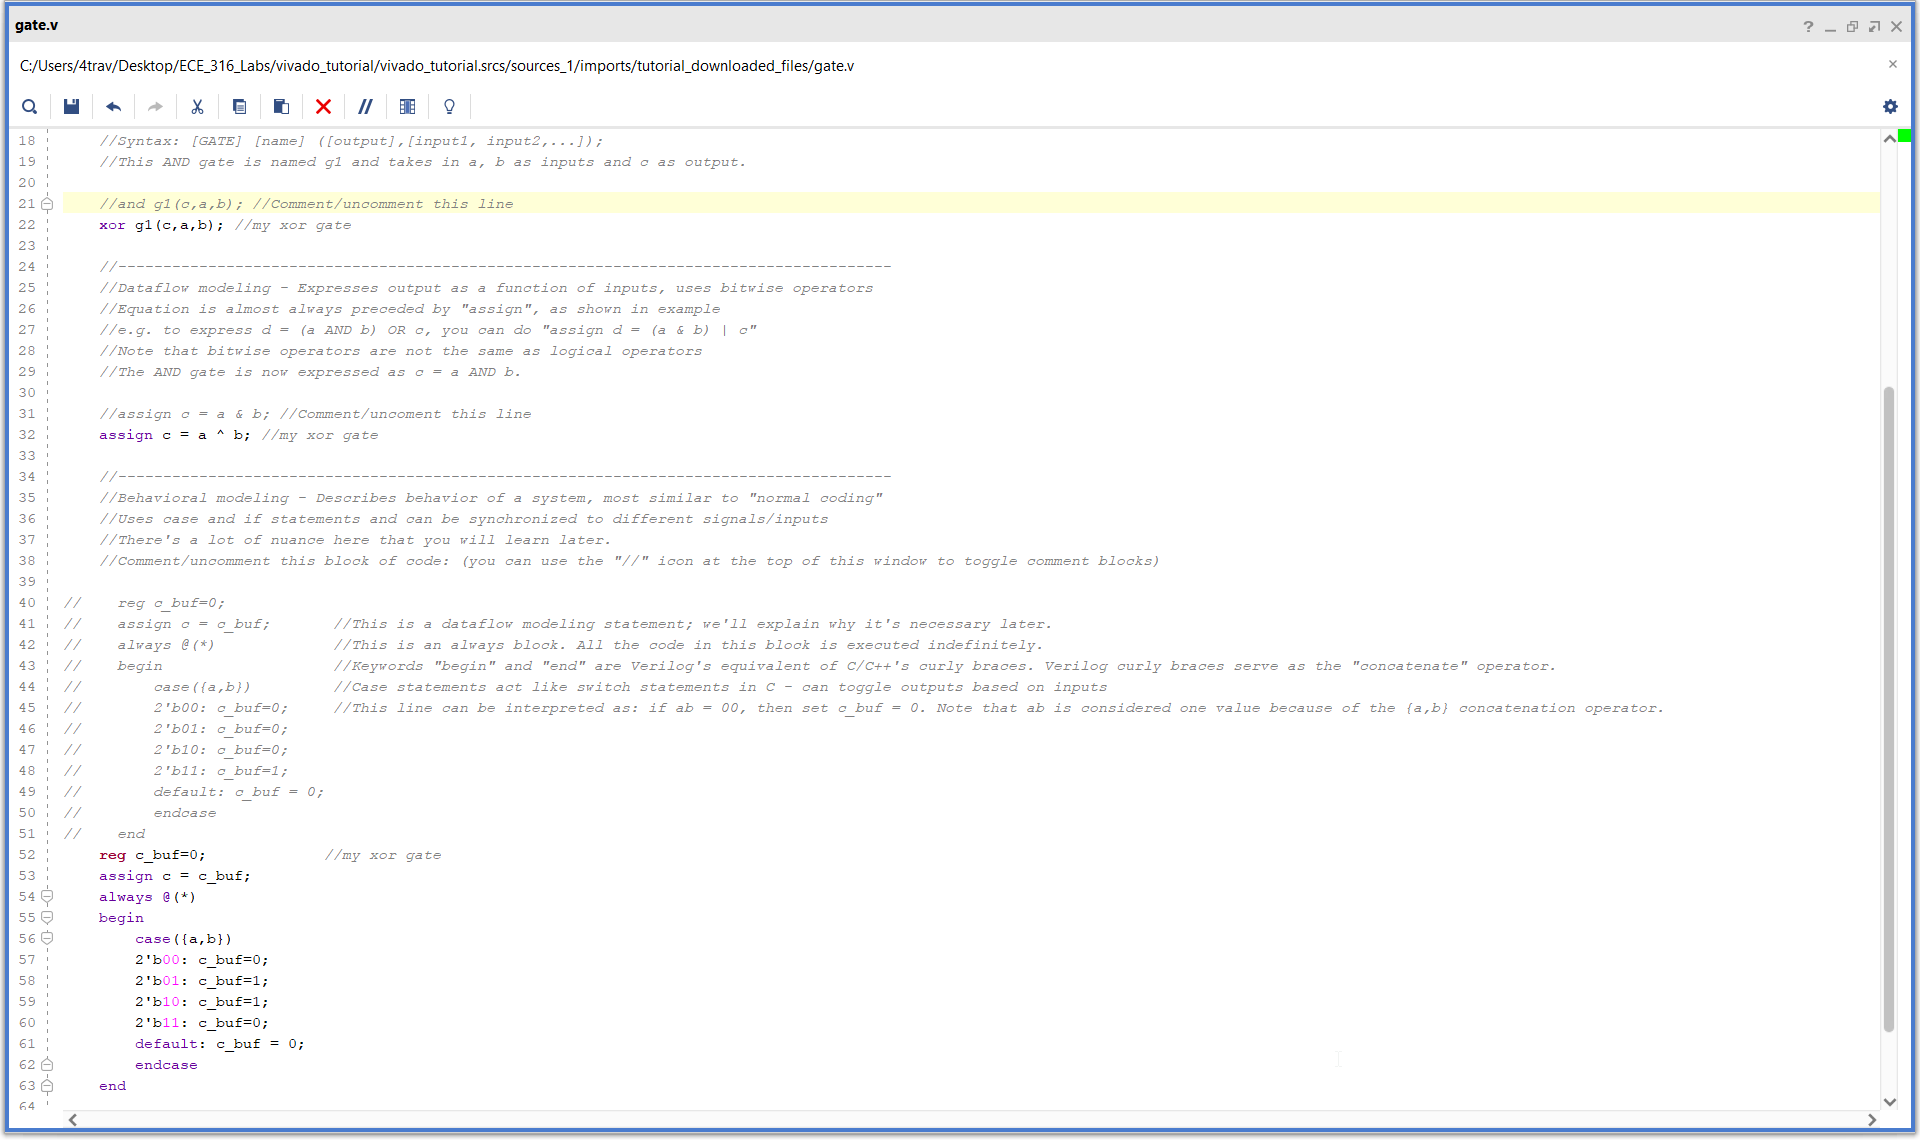 gate.v
C:/Users/4trav/Desktop/ECE_316_Labs/vivado_tutorial/vivado_tutorial.srcs/sources_1/imports/tutorial_downloaded_files/gate.v
18 //Syntax: [GATE] [name] ([output],[input1, input2,...]);
19 //This AND gate is named g1 and takes in a, b as inputs and c as output.
20
21 //and g1(c,a,b); //Comment/uncomment this line
22 xor g1(c,a,b); //my xor gate
23
24 //--------------------------------------------------------------------------------------
25 //Dataflow modeling - Expresses output as a function of inputs, uses bitwise operators
26 //Equation is almost always preceded by "assign", as shown in example
27 //e.g. to express d = (a AND b) OR c, you can do "assign d = (a & b) | c"
28 //Note that bitwise operators are not the same as logical operators
29 //The AND gate is now expressed as c = a AND b.
30
31 //assign c = a & b; //Comment/uncoment this line
32 assign c = a ^ b; //my xor gate
33
34 //--------------------------------------------------------------------------------------
35 //Behavioral modeling - Describes behavior of a system, most similar to "normal coding"
36 //Uses case and if statements and can be synchronized to different signals/inputs
37 //There's a lot of nuance here that you will learn later.
38 //Comment/uncomment this block of code: (you can use the "//" icon at the top of this window to toggle comment blocks)
39
40 // reg c_buf=0;
41 // assign c = c_buf; //This is a dataflow modeling statement; we'll explain why it's necessary later.
42 // always @(*) //This is an always block. All the code in this block is executed indefinitely.
43 // begin //Keywords "begin" and "end" are Verilog's equivalent of C/C++'s curly braces. Verilog curly braces serve as the "concatenate" operator.
44 // case({a,b}) //Case statements act like switch statements in C - can toggle outputs based on inputs
45 // 2'b00: c_buf=0; //This line can be interpreted as: if ab = 00, then set c_buf = 0. Note that ab is considered one value because of the {a,b} concatenation operator.
46 // 2'b01: c_buf=0;
47 // 2'b10: c_buf=0;
48 // 2'b11: c_buf=1;
49 // default: c_buf = 0;
50 // endcase
51 // end
52 reg c_buf=0; //my xor gate
53 assign c = c_buf;
54 always @(*)
55 begin
56 case({a,b})
57 2'b00: c_buf=0;
58 2'b01: c_buf=1;
59 2'b10: c_buf=1;
60 2'b11: c_buf=0;
61 default: c_buf = 0;
62 endcase
63 end
64